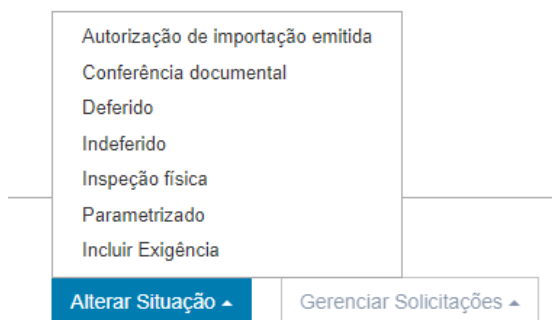 Autorização de importação emitida
Conferência documental
Deferido
Indeferido
Inspeção física
Parametrizado
Incluir Exigência
Alterar Situação
Gerenciar Solicitações